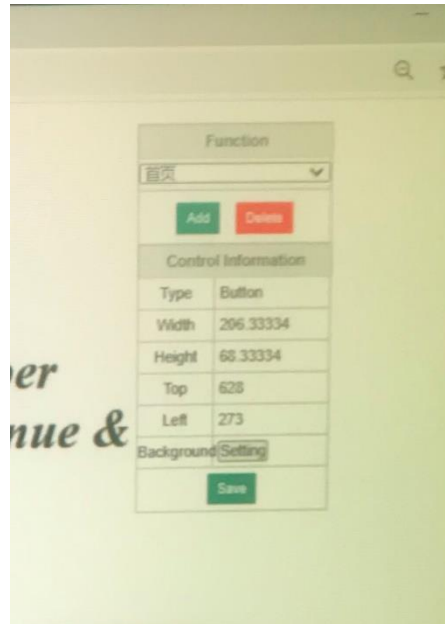 Function
首页
Add Delete
Control Information
Type Button
Width 206.33334
Height 68.33334
Top 628
Left 273
Background Setting
Save
er
nue &